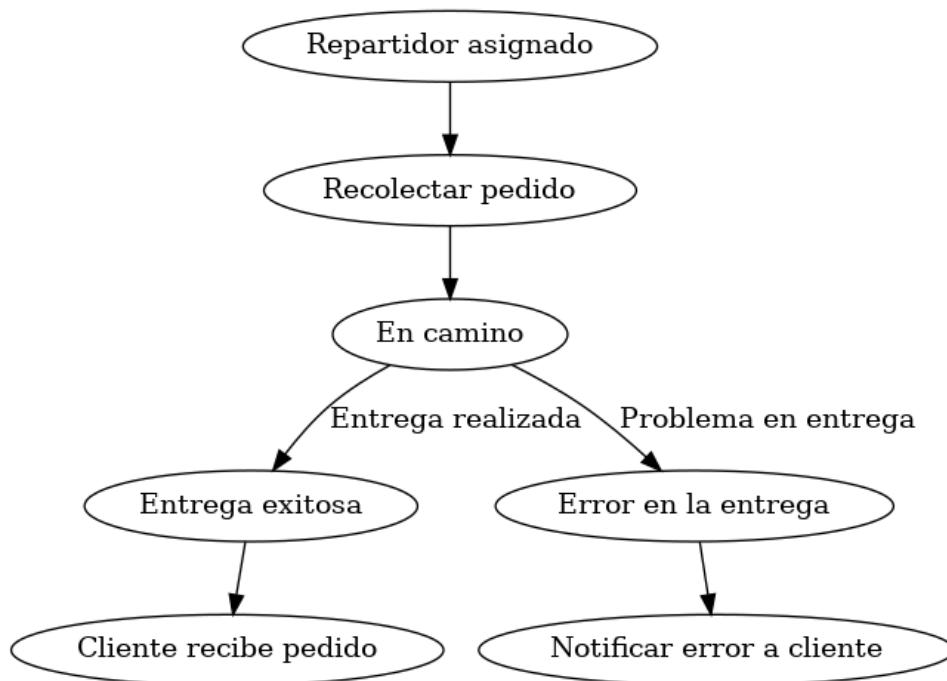 Repartidor asignado
Recolectar pedido
En camino
Entrega realizada
Problema en entrega
Entrega exitosa
Error en la entrega
Cliente recibe pedido
Notificar error a cliente